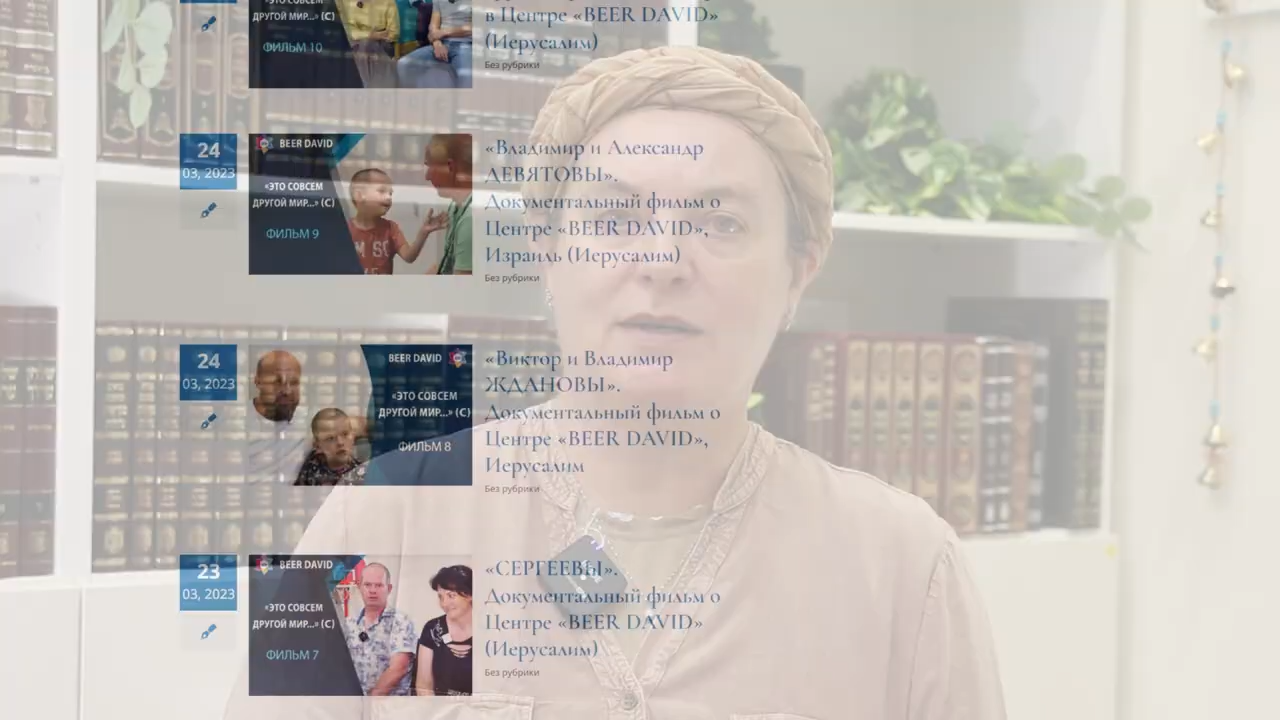 ДРУГОЙ МИР...» (С)
ФИЛЬМ 10
в Центре «BEER DAVID»
(Иерусалим)
Без рубрики
24
03, 2023
BEER DAVID
«ЭТО СОВСЕМ
ДРУГОЙ МИР...» (С)
ФИЛЬМ 9
«Владимир и Александр
ДЕВЯТОВЫ».
Документальный фильм о
Центре «BEER DAVID»,
Израиль (Иерусалим)
Без рубрики
24
03, 2023
BEER DAVID
«ЭТО СОВСЕМ
ДРУГОЙ МИР...» (С)
ФИЛЬМ 8
«Виктор и Владимир
ЖДАНОВЫ».
Документальный фильм о
Центре «BEER DAVID»,
Иерусалим
Без рубрики
23
03, 2023
BEER DAVID
«ЭТО СОВСЕМ
ДРУГОЙ МИР...» (С)
ФИЛЬМ 7
«СЕРГЕЕВЫ».
Документальный фильм о
Центре «BEER DAVID»
(Иерусалим)
Без рубрики